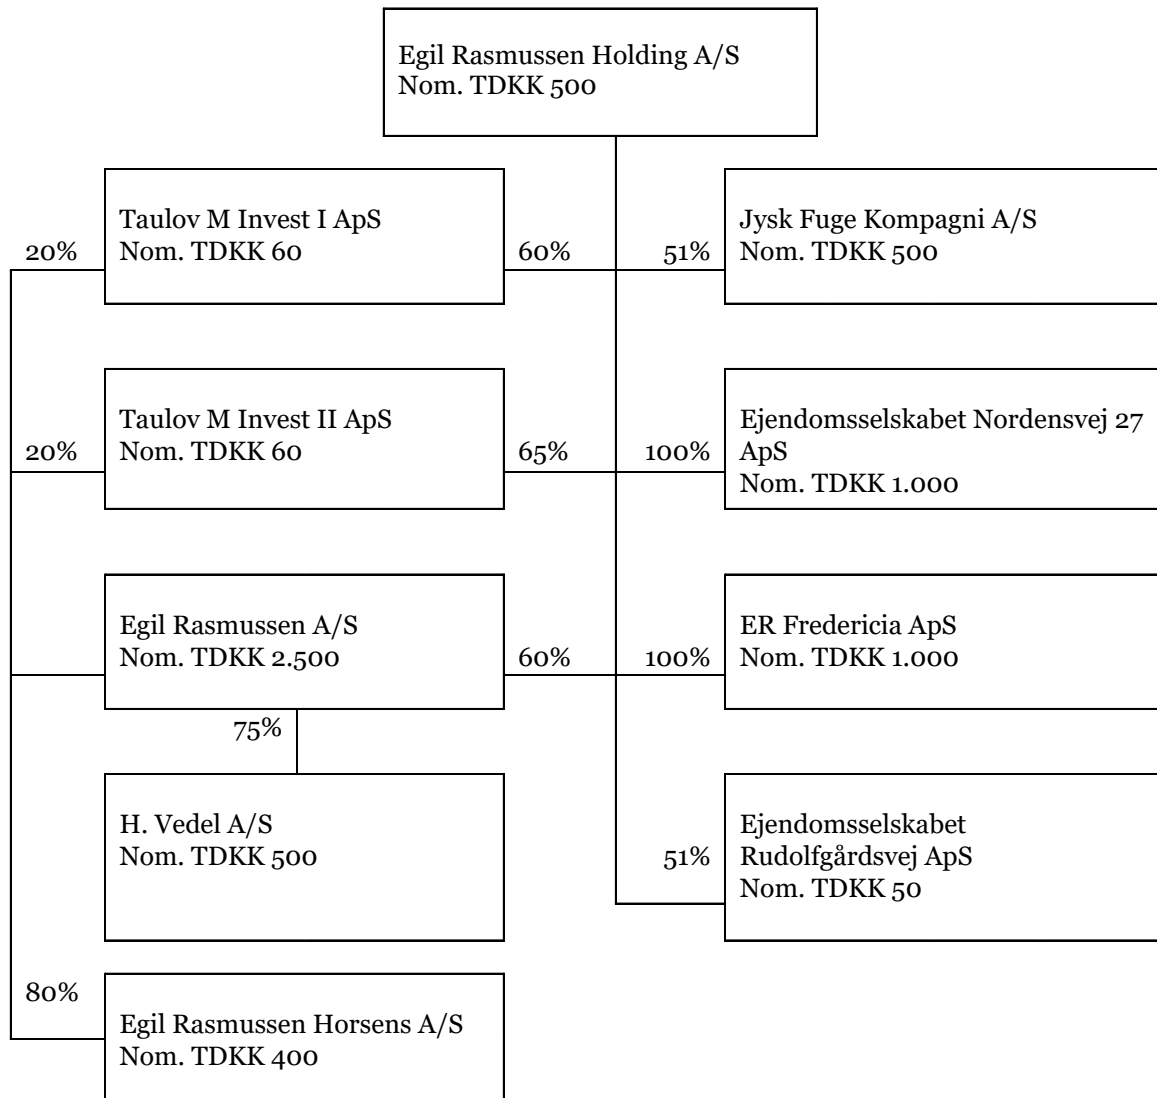 Egil Rasmussen Holding A/S
Nom. TDKK 500
Taulov M Invest I ApS
Nom. TDKK 60
20%
60%
51%
Jysk Fuge Kompagni A/S
Nom. TDKK 500
Taulov M Invest II ApS
Nom. TDKK 60
20%
65%
100%
Ejendomsselskabet Nordensvej 27
ApS
Nom. TDKK 1.000
Egil Rasmussen A/S
Nom. TDKK 2.500
60%
100%
ER Fredericia ApS
Nom. TDKK 1.000
75%
H. Vedel A/S
Nom. TDKK 500
51%
Ejendomsselskabet
Rudolfgårdsvej ApS
Nom. TDKK 50
80%
Egil Rasmussen Horsens A/S
Nom. TDKK 400